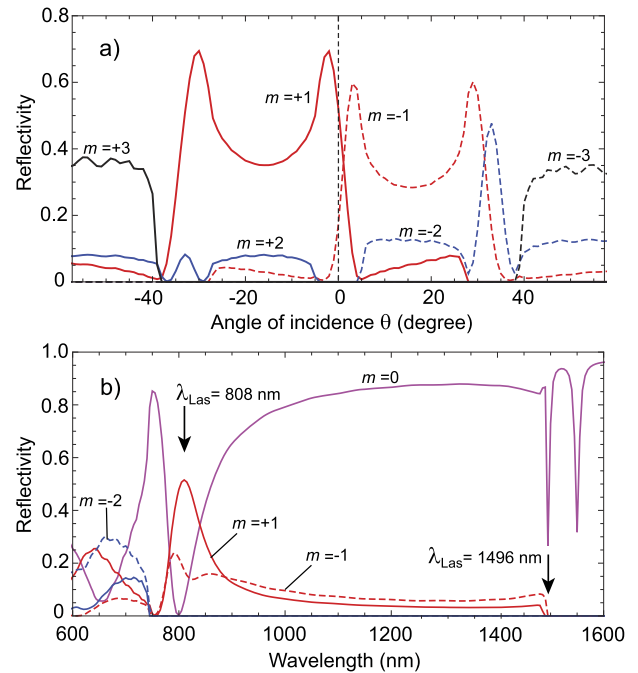 a)
0.8
0.6
0.4
0.2
0
Reflectivity
m =+3
m =+1
m =-1
m =-3
m =+2
m =-2
-40 -20 0 20 40
Angle of incidence θ (degree)
b)
1.0
0.8
0.6
0.4
0.2
0
Reflectivity
λLas= 808 nm
m =0
m =-2
m =+1
m =-1
λLas= 1496 nm
600 800 1000 1200 1400 1600
Wavelength (nm)